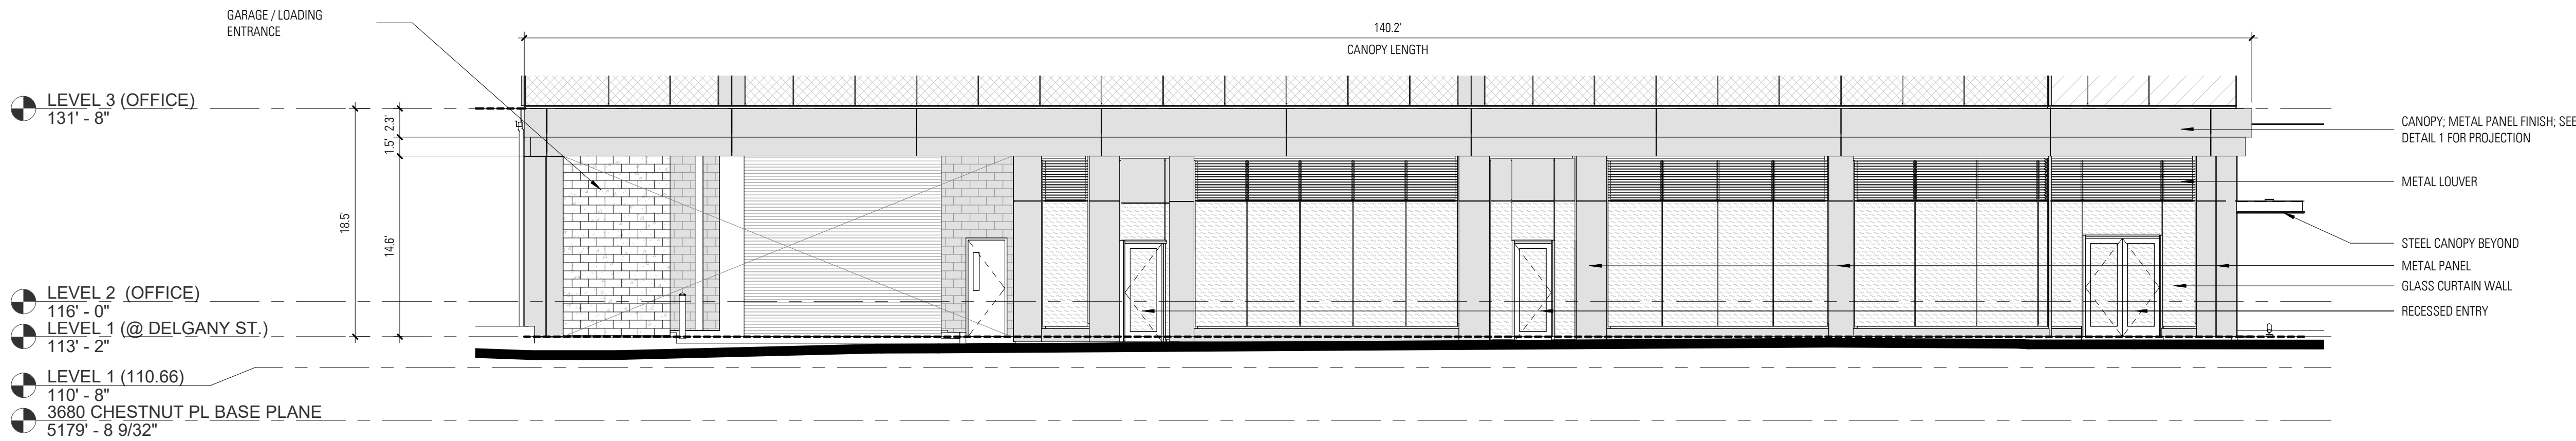 GARAGE / LOADING
ENTRANCE
140.2'
CANOPY LENGTH
LEVEL 3 (OFFICE)
131' - 8"
2.3'
1.5'
18.5'
14.6'
CANOPY; METAL PANEL FINISH; SEE
DETAIL 1 FOR PROJECTION
METAL LOUVER
STEEL CANOPY BEYOND
METAL PANEL
GLASS CURTAIN WALL
RECESSED ENTRY
LEVEL 2 (OFFICE)
116' - 0"
LEVEL 1 (@ DELGANY ST.)
113' - 2"
LEVEL 1 (110.66)
110' - 8"
3680 CHESTNUT PL BASE PLANE
5179' - 8 9/32"